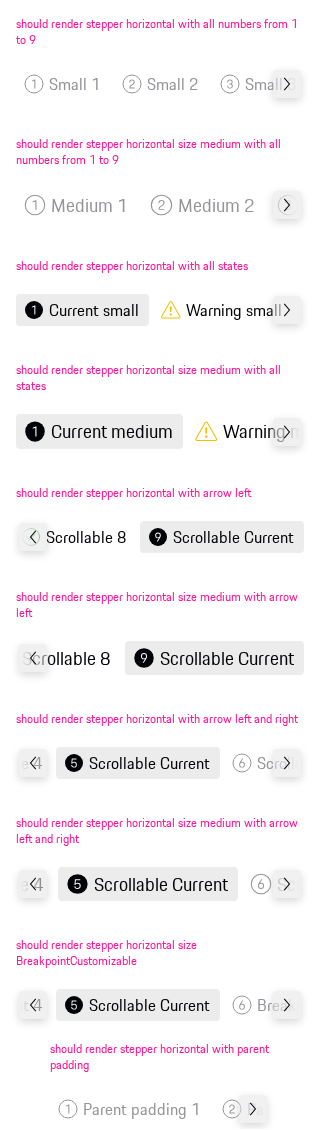 should render stepper horizontal with all numbers from 1
to 9
1 Small 1 2 Small 2 3 Small
should render stepper horizontal size medium with all
numbers from 1 to 9
1 Medium 1 2 Medium 2
should render stepper horizontal with all states
1 Current small Warning small
should render stepper horizontal size medium with all
states
1 Current medium Warning
should render stepper horizontal with arrow left
Scrollable 8 9 Scrollable Current
should render stepper horizontal size medium with arrow
left
Scrollable 8 9 Scrollable Current
should render stepper horizontal with arrow left and right
e 4 5 Scrollable Current 6 Scro
should render stepper horizontal size medium with arrow
left and right
e 4 5 Scrollable Current 6 Sc
should render stepper horizontal size
BreakpointCustomizable
t 4 5 Scrollable Current 6 Brea
should render stepper horizontal with parent
padding
1 Parent padding 1 2